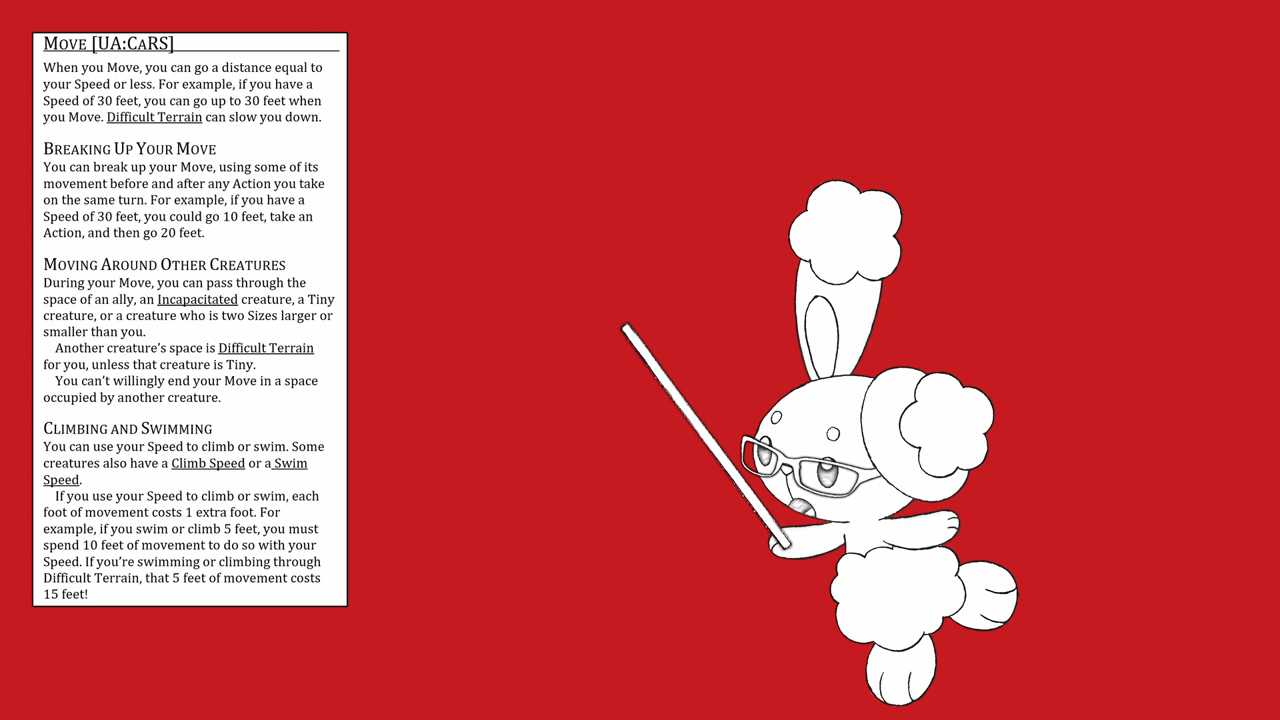 MOVE [UA:CARS]
When you Move, you can go a distance equal to
your Speed or less. For example, if you have a
Speed of 30 feet, you can go up to 30 feet when
you Move. Difficult Terrain can slow you down.
BREAKING UP YOUR MOVE
You can break up your Move, using some of its
movement before and after any Action you take
on the same turn. For example, if you have a
Speed of 30 feet, you could go 10 feet, take an
Action, and then go 20 feet.
MOVING AROUND OTHER CREATURES
During your Move, you can pass through the
space of an ally, an Incapacitated creature, a Tiny
creature, or a creature who is two Sizes larger or
smaller than you.
Another creature’s space is Difficult Terrain
for you, unless that creature is Tiny.
You can’t willingly end your Move in a space
occupied by another creature.
CLIMBING AND SWIMMING
You can use your Speed to climb or swim. Some
creatures also have a Climb Speed or a Swim
Speed.
If you use your Speed to climb or swim, each
foot of movement costs 1 extra foot. For
example, if you swim or climb 5 feet, you must
spend 10 feet of movement to do so with your
Speed. If you’re swimming or climbing through
Difficult Terrain, that 5 feet of movement costs
15 feet!